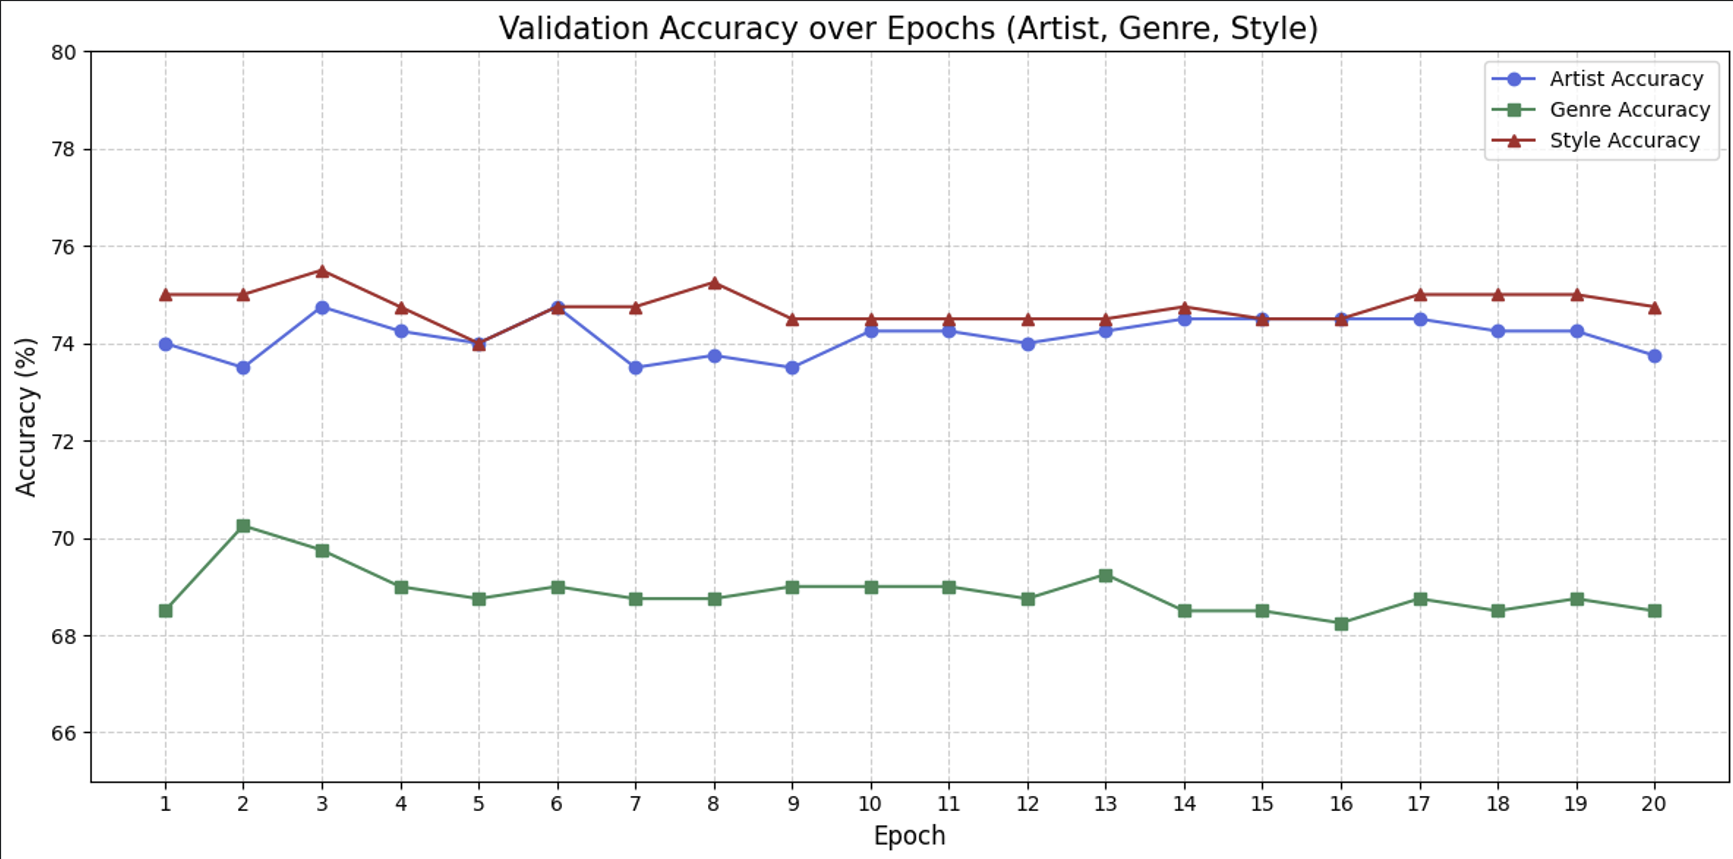 Validation Accuracy over Epochs (Artist, Genre, Style)
Artist Accuracy
Genre Accuracy
Style Accuracy
Accuracy (%)
80
78
76
74
72
70
68
66
1 2 3 4 5 6 7 8 9 10 11 12 13 14 15 16 17 18 19 20
Epoch